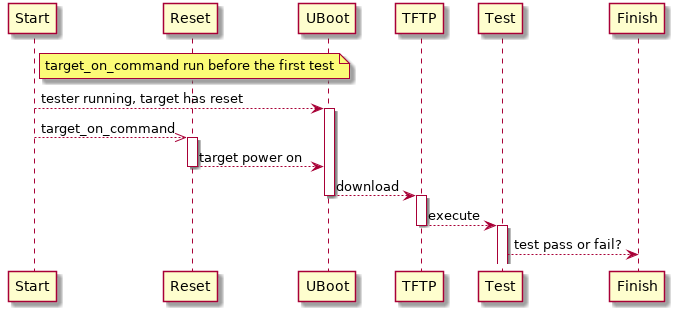 Start Reset UBoot TFTP Test Finish
target_on_command run before the first test
tester running, target has reset
target_on_command
target power on
download
execute
test pass or fail?
Start Reset UBoot TFTP Test Finish